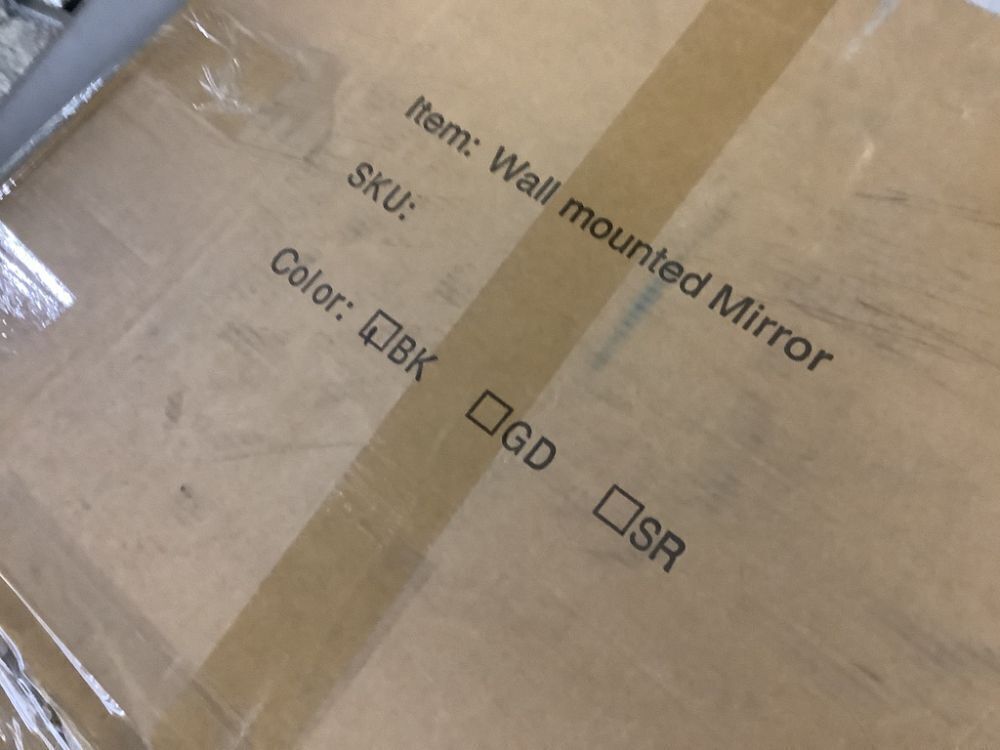 Item: Wall mounted Mirror
SKU:
Color: ☑BK ☐GD ☐SR